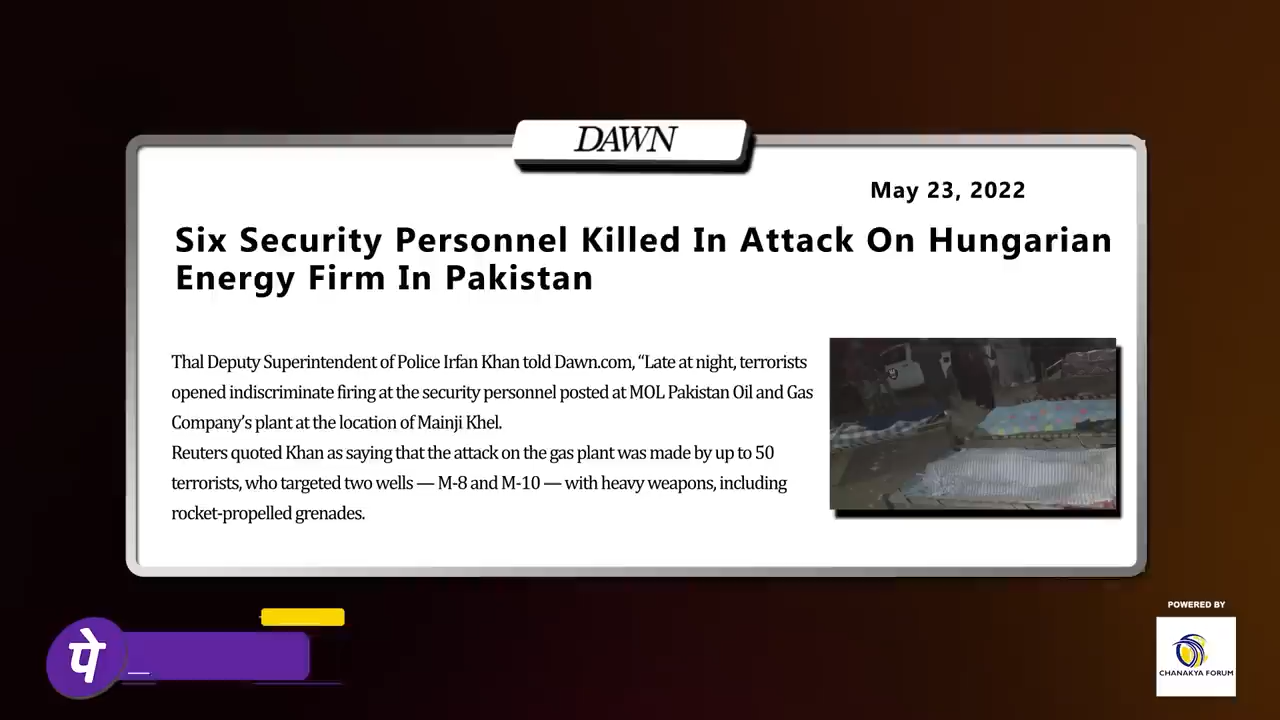 DAWN
May 23, 2022
Six Security Personnel Killed In Attack On Hungarian
Energy Firm In Pakistan
Thal Deputy Superintendent of Police Irfan Khan told Dawn.com, “Late at night, terrorists
opened indiscriminate firing at the security personnel posted at MOL Pakistan Oil and Gas
Company’s plant at the location of Mainji Khel.
Reuters quoted Khan as saying that the attack on the gas plant was made by up to 50
terrorists, who targeted two wells — M-8 and M-10 — with heavy weapons, including
rocket-propelled grenades.
पे
POWERED BY
CHANAKYA FORUM